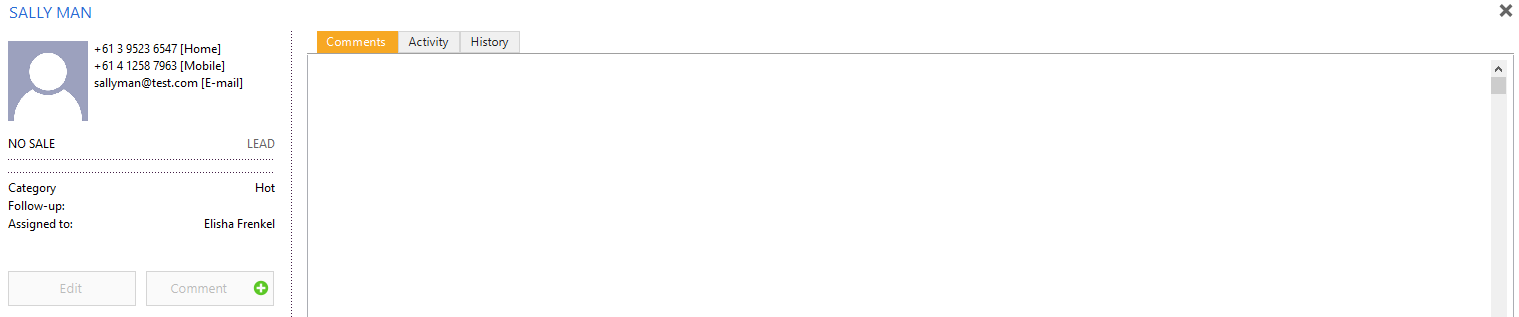 SALLY MAN
+61 3 9523 6547 [Home]
+61 4 1258 7963 [Mobile]
sallyman@test.com [E-mail]
NO SALE LEAD
Category Hot
Follow-up:
Assigned to: Elisha Frenkel
Edit Comment
Comments Activity History